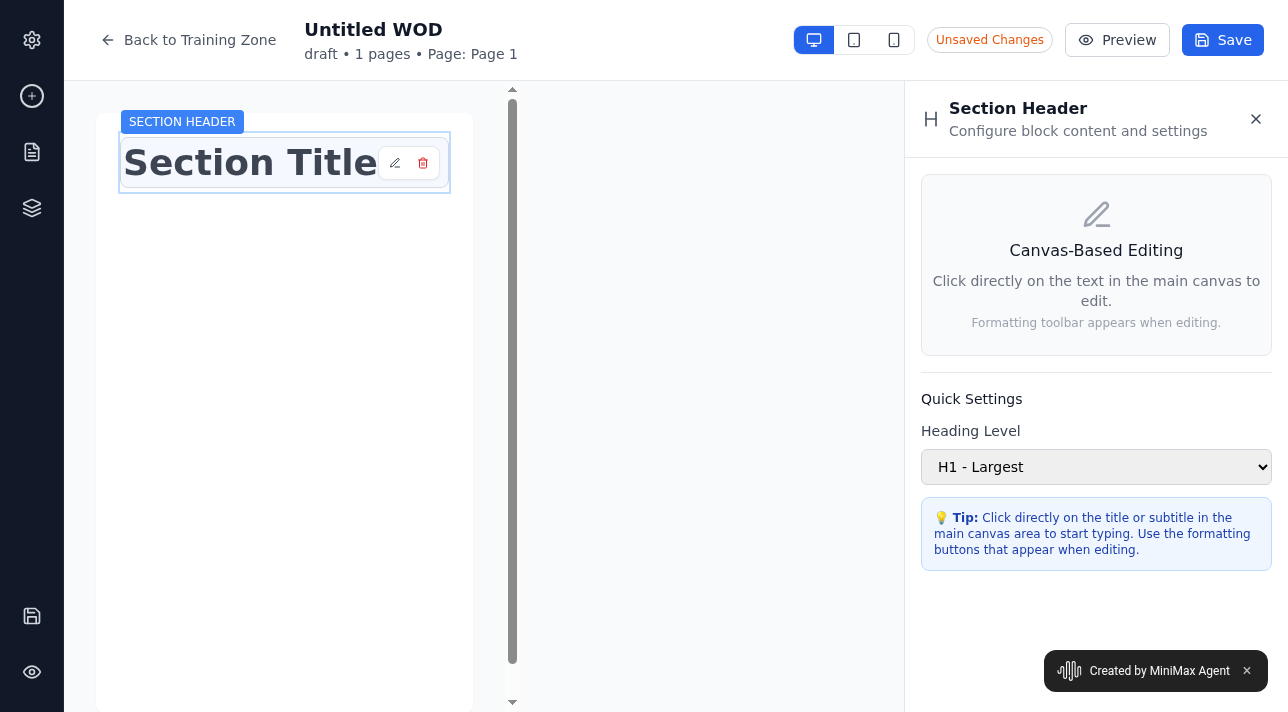 Back to Training Zone
Untitled WOD
draft • 1 pages • Page: Page 1
Unsaved Changes
Preview
Save
SECTION HEADER
Section Title
Section Header
Configure block content and settings
Canvas-Based Editing
Click directly on the text in the main canvas to
edit.
Formatting toolbar appears when editing.
Quick Settings
Heading Level
H1 - Largest
💡 Tip: Click directly on the title or subtitle in the
main canvas area to start typing. Use the formatting
buttons that appear when editing.
Created by MiniMax Agent